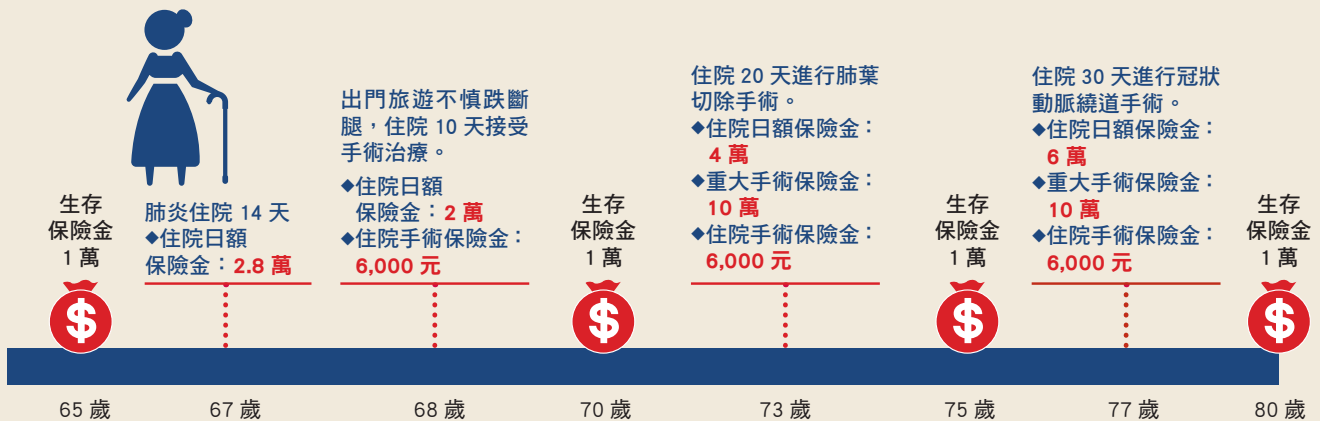 生存
保險金
1 萬
肺炎住院 14 天
◆住院日額
保險金：2.8 萬
出門旅遊不慎跌斷
腿，住院 10 天接受
手術治療。
◆住院日額
保險金：2 萬
◆住院手術保險金：
6,000 元
生存
保險金
1 萬
住院 20 天進行肺葉
切除手術。
◆住院日額保險金：
4 萬
◆重大手術保險金：
10 萬
◆住院手術保險金：
6,000 元
生存
保險金
1 萬
住院 30 天進行冠狀
動脈繞道手術。
◆住院日額保險金：
6 萬
◆重大手術保險金：
10 萬
◆住院手術保險金：
6,000 元
生存
保險金
1 萬
$
$
$
$
65 歲
67 歲
68 歲
70 歲
73 歲
75 歲
77 歲
80 歲